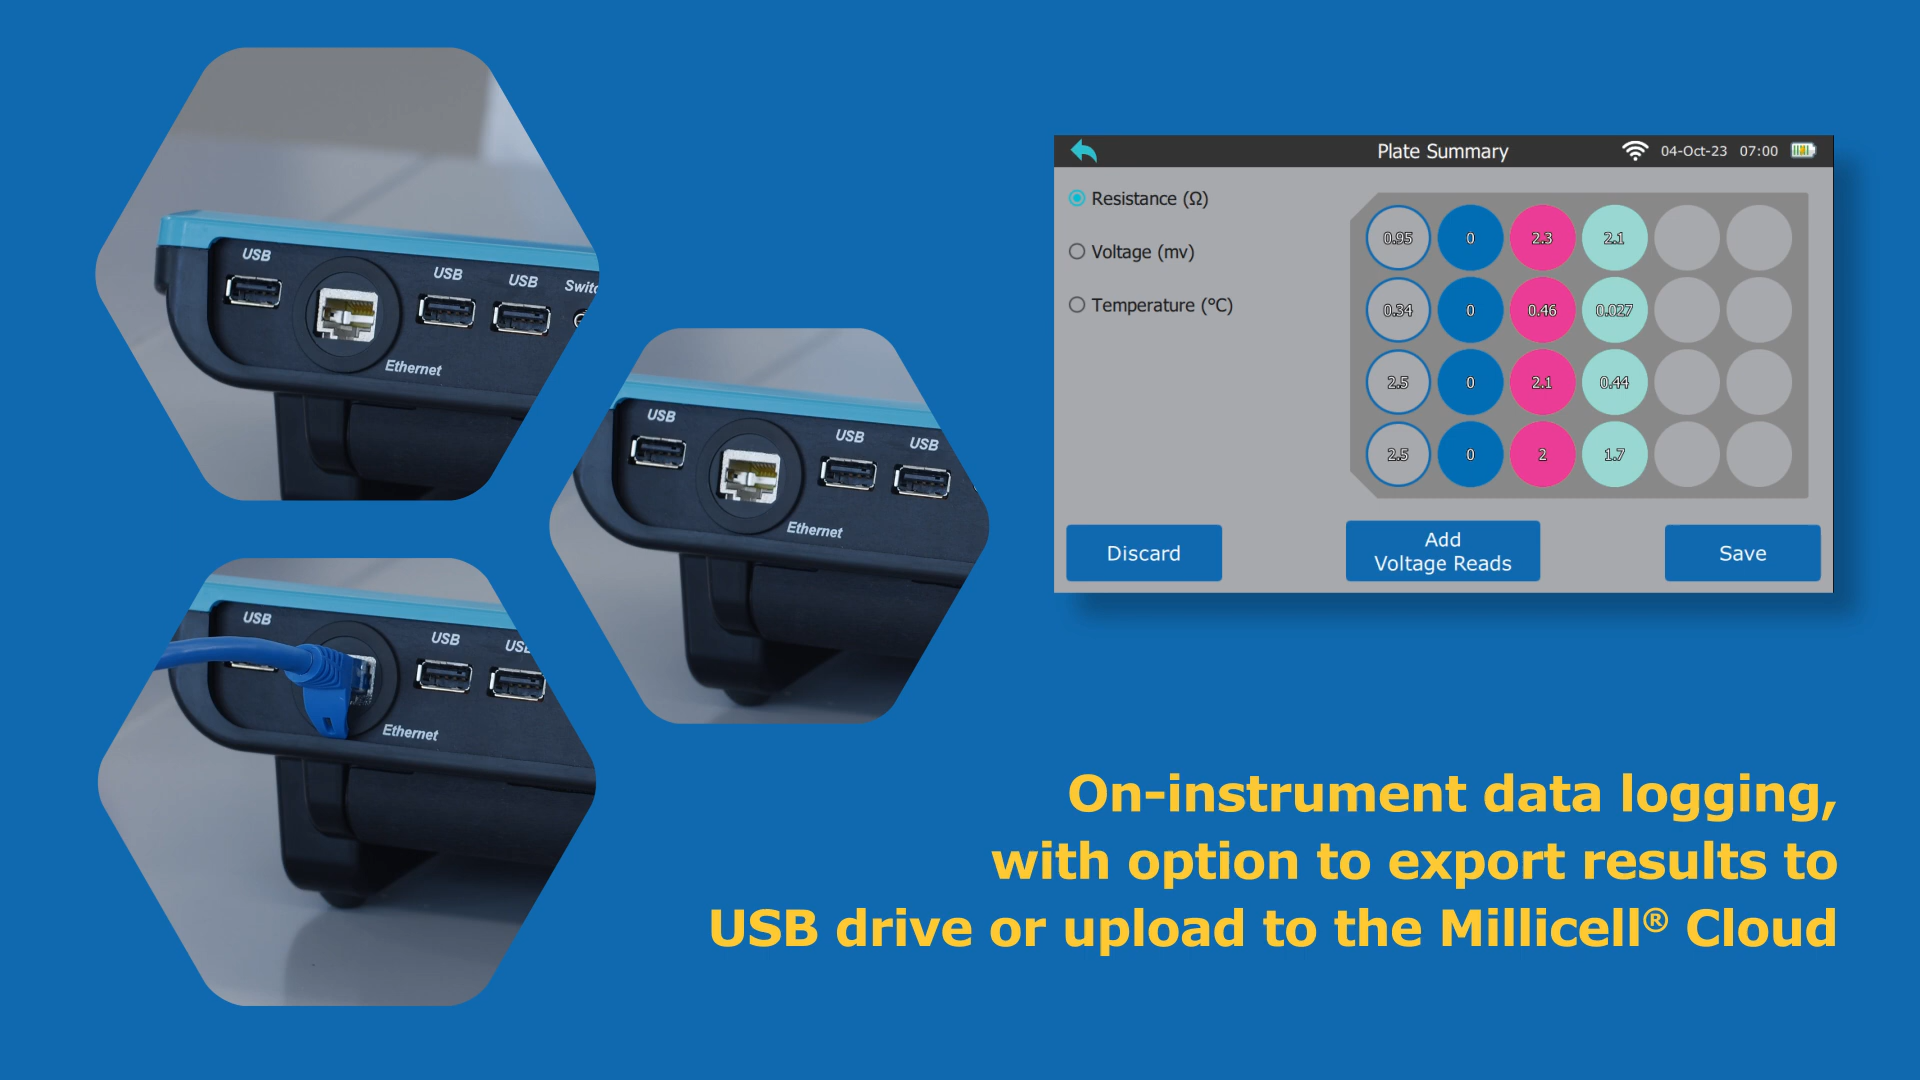 USB
USB
USB
Ethernet
USB
USB
USB
Ethernet
USB
USB
Ethernet
Plate Summary
04-Oct-23 07:00
Resistance (Ω)
Voltage (mv)
Temperature (°C)
0.95 0 2.3 2.1
0.34 0 0.46 0.027
2.5 0 2.1 0.44
2.5 0 2 1.7
Discard
Add
Voltage Reads
Save
On-instrument data logging,
with option to export results to
USB drive or upload to the Millicell® Cloud